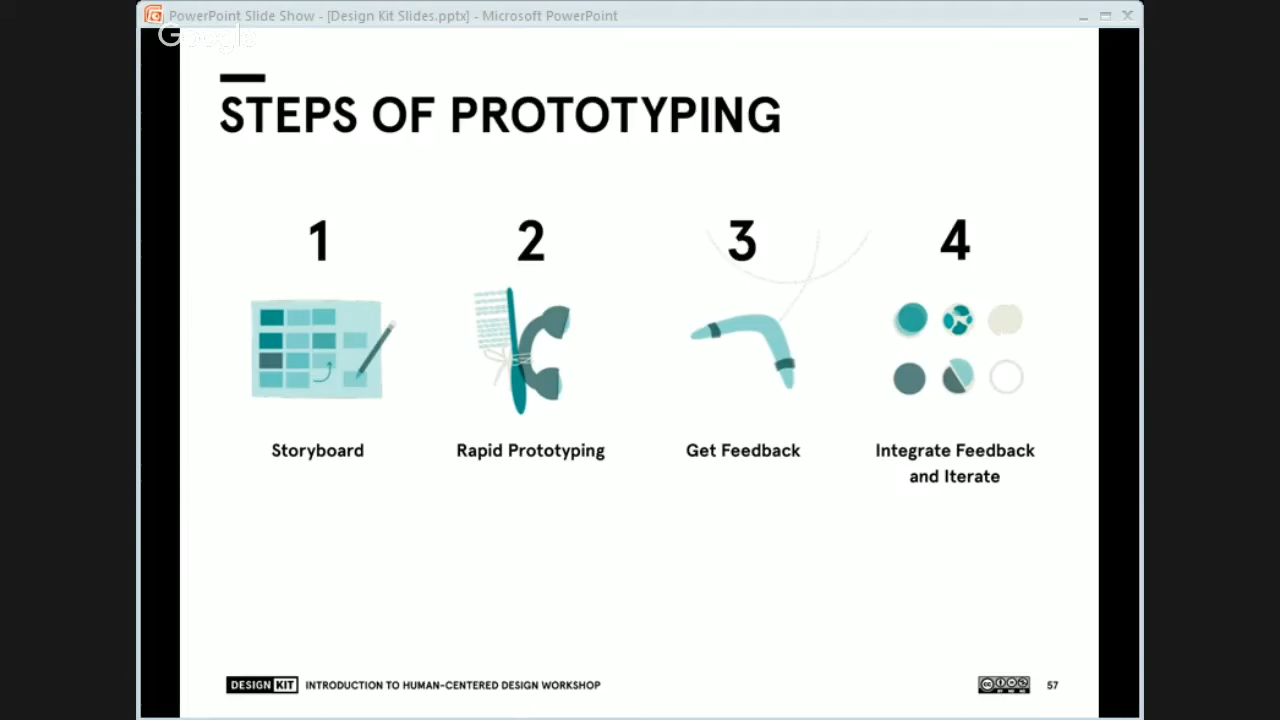 PowerPoint Slide Show - [Design Kit Slides.pptx] - Microsoft PowerPoint
Google
STEPS OF PROTOTYPING
1 2 3 4
Storyboard Rapid Prototyping Get Feedback Integrate Feedback
and Iterate
DESIGN KIT INTRODUCTION TO HUMAN-CENTERED DESIGN WORKSHOP 57